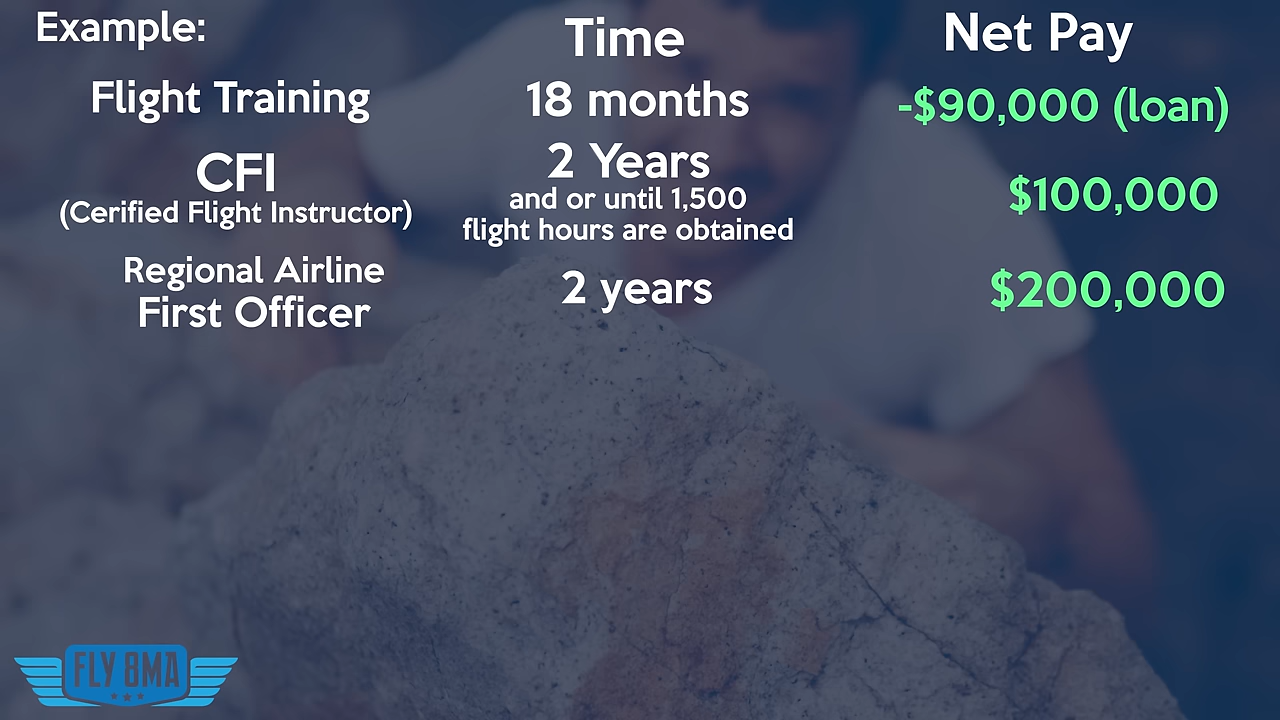 Example:
Time
Net Pay
Flight Training
18 months
-$90,000 (loan)
CFI
(Cerified Flight Instructor)
2 Years
and or until 1,500
flight hours are obtained
$100,000
Regional Airline
First Officer
2 years
$200,000
FLY 8MA